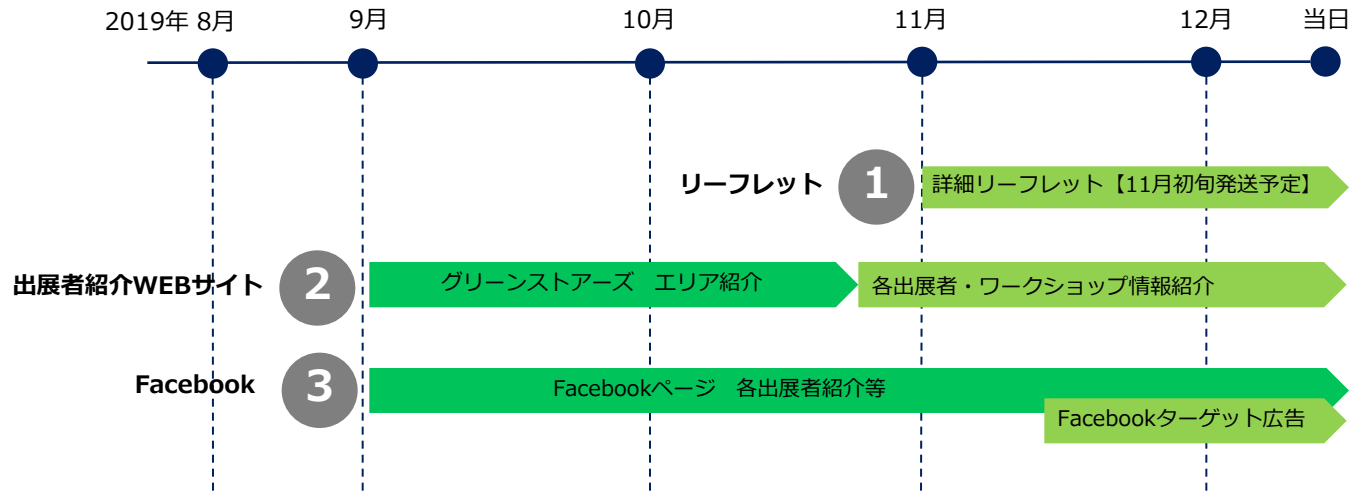 2019年 8月 9月 10月 11月 12月 当日
リーフレット 1 詳細リーフレット【11月初旬発送予定】
出展者紹介WEBサイト 2 グリーンストアーズ　エリア紹介 各出展者・ワークショップ情報紹介
Facebook 3 Facebookページ　各出展者紹介等
Facebookターゲット広告